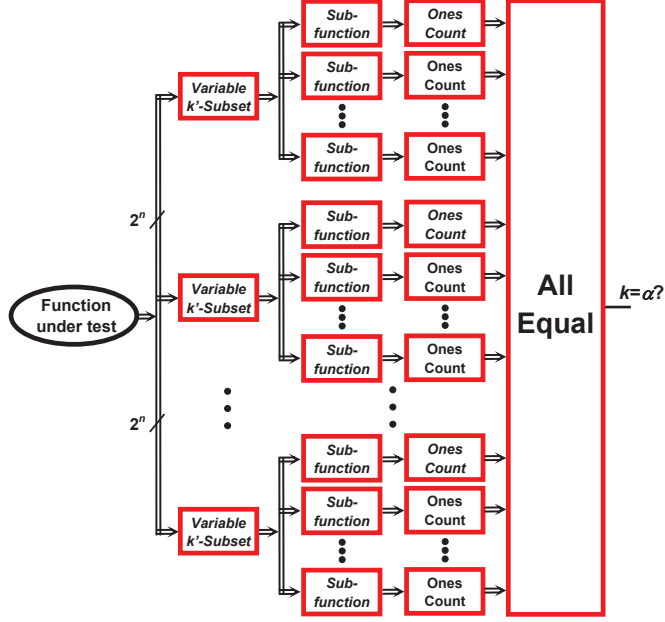 Sub-
function
Ones
Count
Variable
k'-Subset
Sub-
function
Ones
Count
Sub-
function
Ones
Count
2ⁿ
Sub-
function
Ones
Count
Variable
k'-Subset
Sub-
function
Ones
Count
Function
under test
All
Equal
k=α?
Sub-
function
Ones
Count
2ⁿ
Sub-
function
Ones
Count
Variable
k'-Subset
Sub-
function
Ones
Count
Sub-
function
Ones
Count